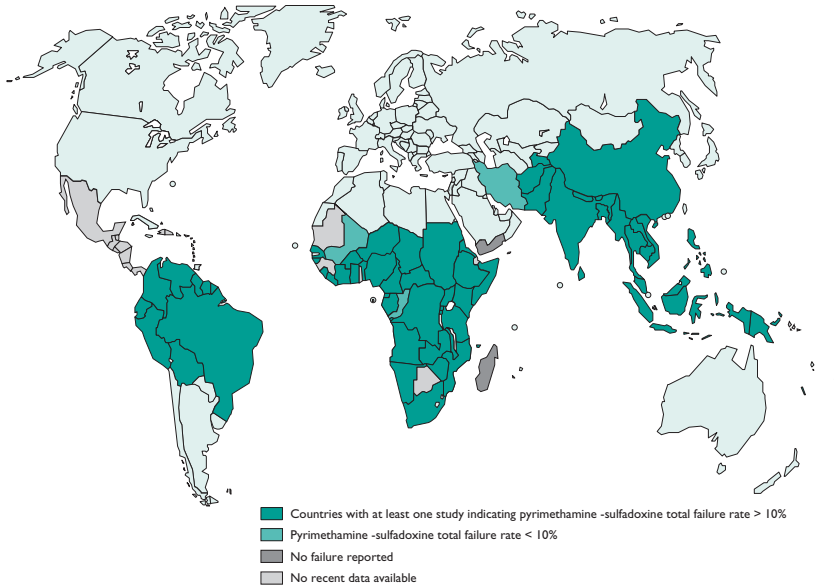 Countries with at least one study indicating pyrimethamine -sulfadoxine total failure rate > 10%
Pyrimethamine -sulfadoxine total failure rate < 10%
No failure reported
No recent data available